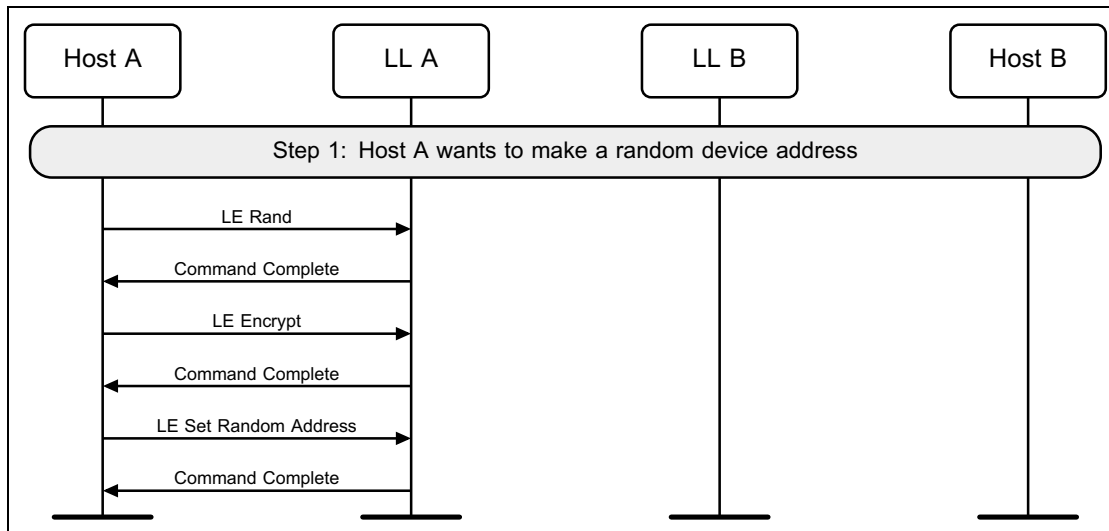 Host A
LL A
LL B
Host B
Step 1: Host A wants to make a random device address
LE Rand
Command Complete
LE Encrypt
Command Complete
LE Set Random Address
Command Complete